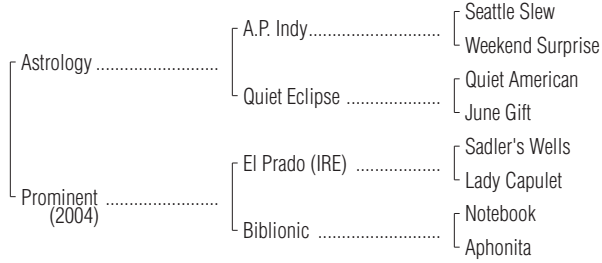 Seattle Slew
A.P. Indy..............................
Weekend Surprise
Astrology ............................
Quiet American
Quiet Eclipse .....................
June Gift
Sadler's Wells
El Prado (IRE) ...................
Lady Capulet
Prominent .........................
(2004)
Notebook
Biblionic ...........................
Aphonita